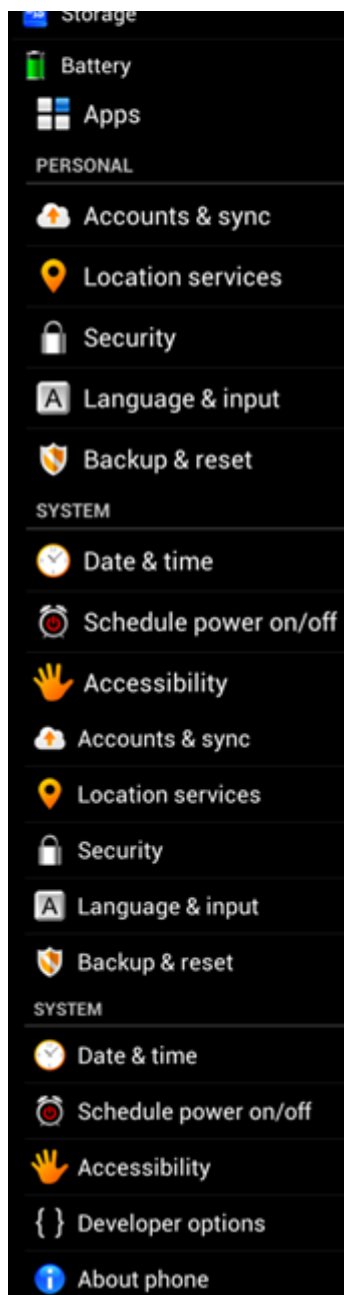 Storage
Battery
Apps
PERSONAL
Accounts & sync
Location services
Security
A Language & input
Backup & reset
SYSTEM
Date & time
Schedule power on/off
Accessibility
Accounts & sync
Location services
Security
A Language & input
Backup & reset
SYSTEM
Date & time
Schedule power on/off
Accessibility
{ } Developer options
i About phone